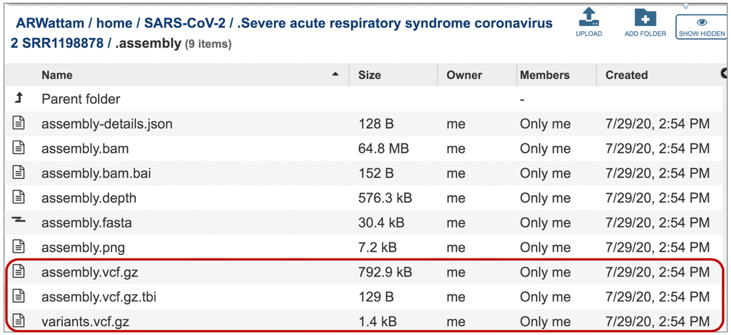 ARWattam / home / SARS-CoV-2 / .Severe acute respiratory syndrome coronavirus
2 SRR1198878 / .assembly (9 items)
UPLOAD ADD FOLDER SHOW HIDDEN
Name Size Owner Members Created
Parent folder -
assembly-details.json 128 B me Only me 7/29/20, 2:54 PM
assembly.bam 64.8 MB me Only me 7/29/20, 2:54 PM
assembly.bam.bai 152 B me Only me 7/29/20, 2:54 PM
assembly.depth 576.3 kB me Only me 7/29/20, 2:54 PM
assembly.fasta 30.4 kB me Only me 7/29/20, 2:54 PM
assembly.png 7.2 kB me Only me 7/29/20, 2:54 PM
assembly.vcf.gz 792.9 kB me Only me 7/29/20, 2:54 PM
assembly.vcf.gz.tbi 129 B me Only me 7/29/20, 2:54 PM
variants.vcf.gz 1.4 kB me Only me 7/29/20, 2:54 PM